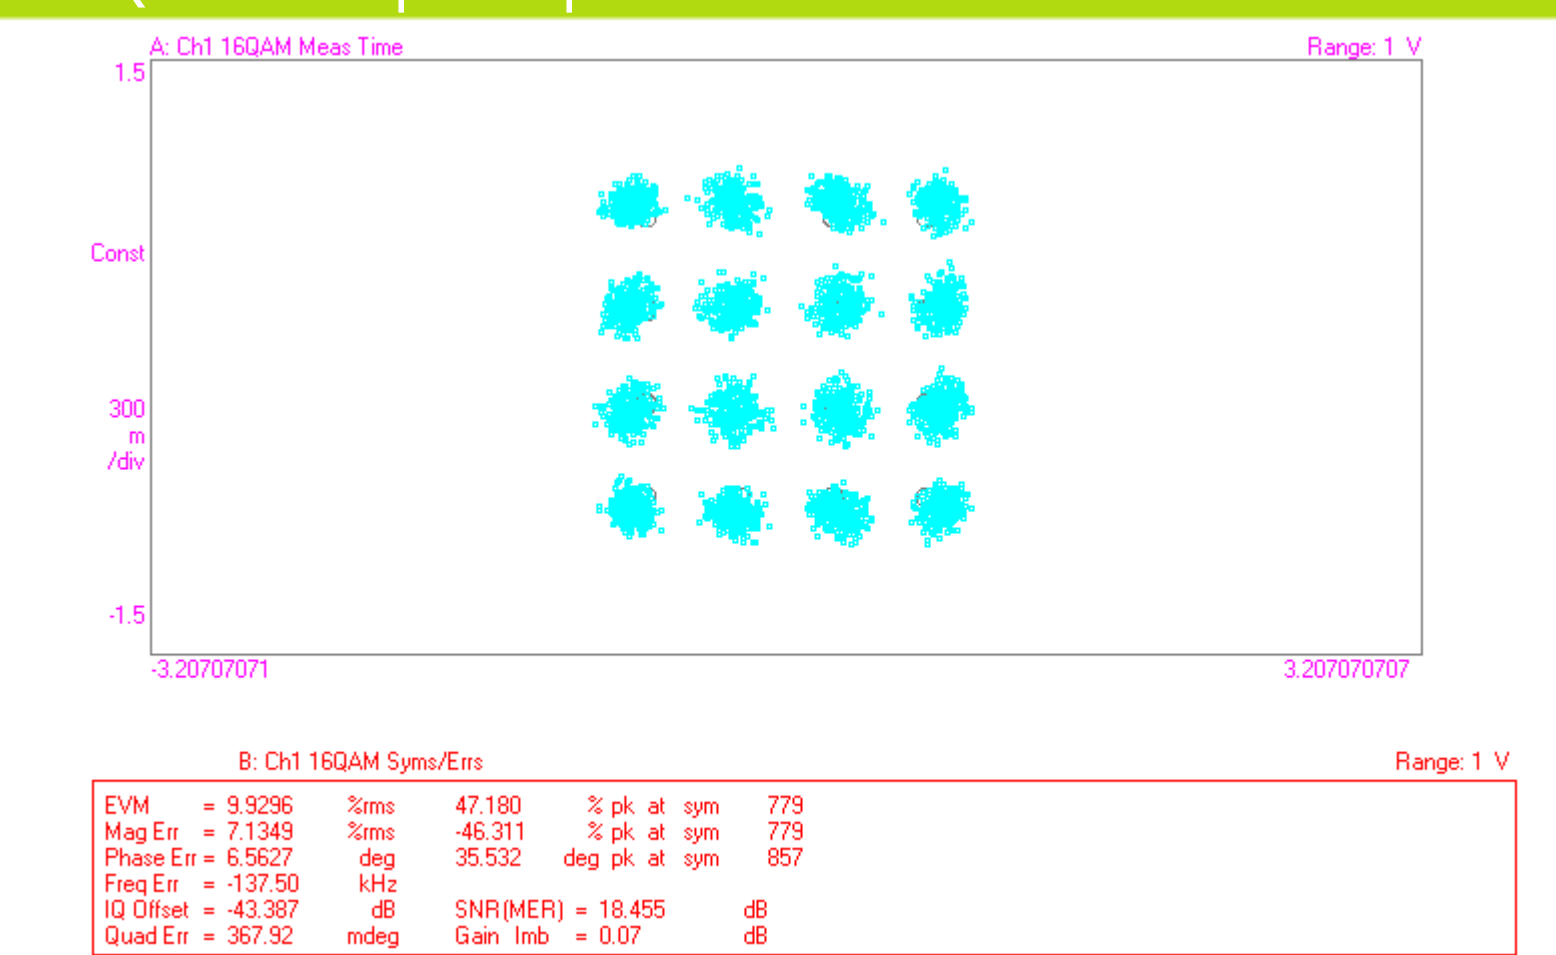 A: Ch1 16QAM Meas Time Range: 1 V
1.5
Const
300
m
/div
-1.5
-3.20707071 3.207070707
B: Ch1 16QAM Syms/Errs Range: 1 V
EVM = 9.9296 %rms 47.180 % pk at sym 779
Mag Err = 7.1349 %rms -46.311 % pk at sym 779
Phase Err = 6.5627 deg 35.532 deg pk at sym 857
Freq Err = -137.50 kHz
IQ Offset = -43.387 dB SNR(MER) = 18.455 dB
Quad Err = 367.92 mdeg Gain Imb = 0.07 dB